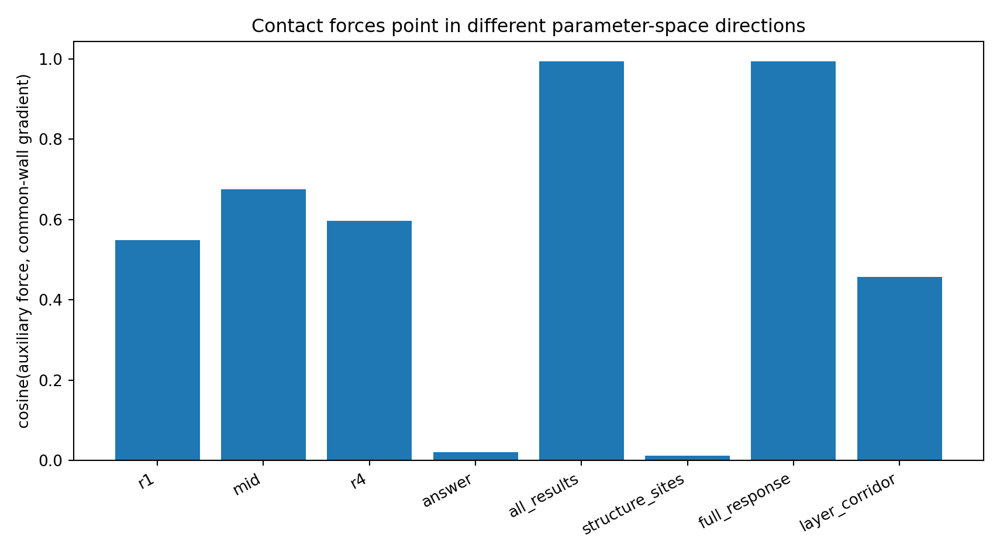 Contact forces point in different parameter-space directions
cosine(auxiliary force, common-wall gradient)
1.0
0.8
0.6
0.4
0.2
0.0
r1
mid
r4
answer
all_results
structure_sites
full_response
layer_corridor